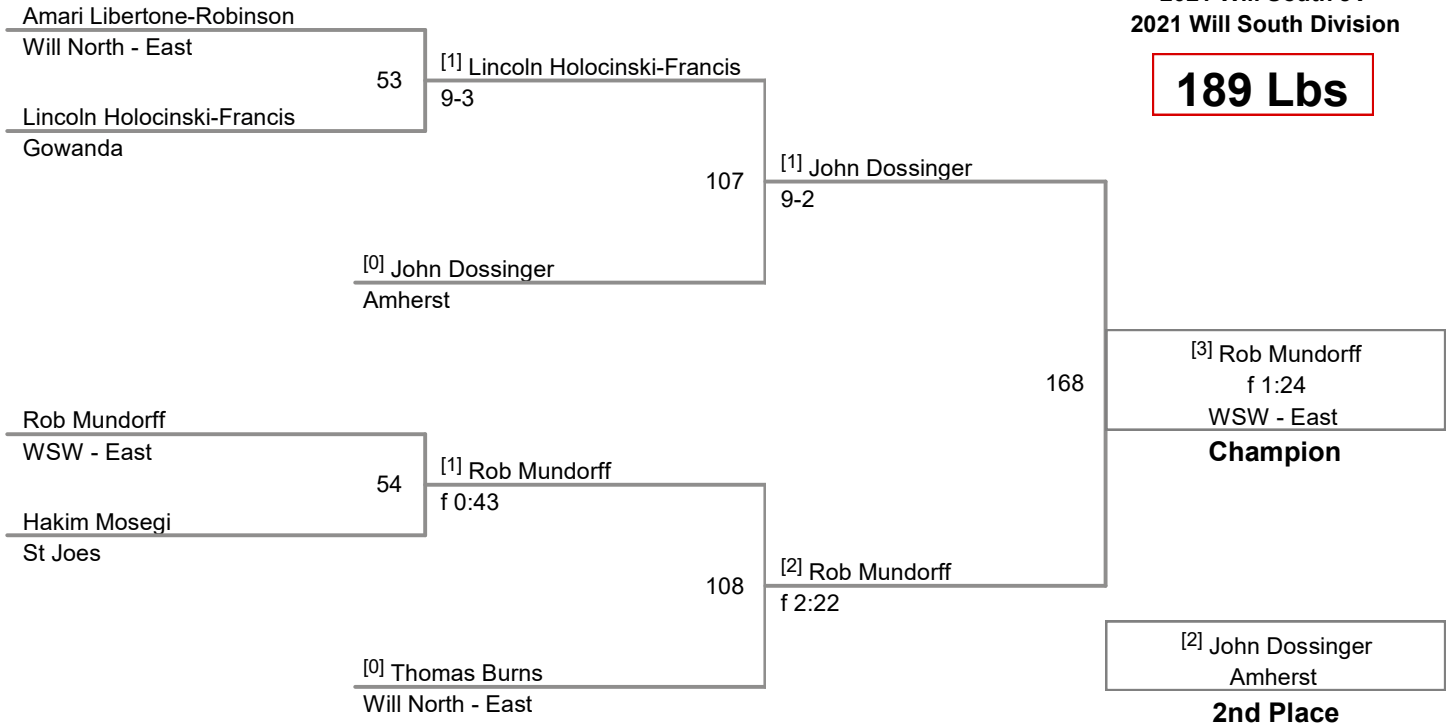 2021 Will South Division
189 Lbs
Amari Libertone-Robinson
Will North - East
53
[1] Lincoln Holocinski-Francis
9-3
Lincoln Holocinski-Francis
Gowanda
107
[1] John Dossinger
9-2
[0] John Dossinger
Amherst
168
[3] Rob Mundorff
f 1:24
WSW - East
Champion
Rob Mundorff
WSW - East
54
[1] Rob Mundorff
f 0:43
Hakim Mosegi
St Joes
108
[2] Rob Mundorff
f 2:22
[0] Thomas Burns
Will North - East
[2] John Dossinger
Amherst
2nd Place